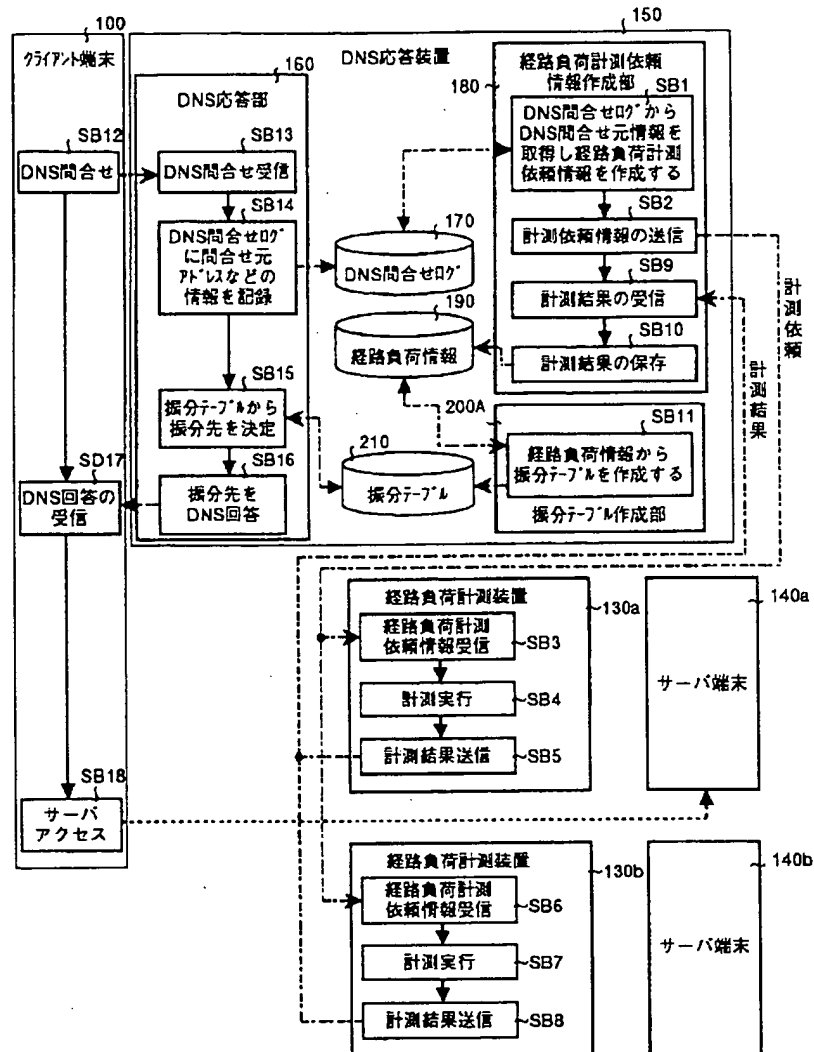 100
クライアント端末
SB12
DNS問合せ
SD17
DNS回答の
受信
SB18
サーバ
アクセス
150
DNS応答装置
160
DNS応答部
SB13
DNS問合せ受信
SB14
DNS問合せログ
に問合せ元
アドレスなどの
情報を記録
SB15
振分テーブルから
振分先を決定
SB16
振分先を
DNS回答
170
DNS問合せログ
190
経路負荷情報
210
振分テーブル
経路負荷計測依頼
情報作成部
180
SB1
DNS問合せログから
DNS問合せ元情報を
取得し経路負荷計測
依頼情報を作成する
SB2
計測依頼情報の送信
SB9
計測結果の受信
SB10
計測結果の保存
200A
SB11
経路負荷情報から
振分テーブルを作成する
振分テーブル作成部
計測依頼
計測結果
経路負荷計測装置
130a
経路負荷計測
依頼情報受信
SB3
計測実行
SB4
計測結果送信
SB5
140a
サーバ端末
経路負荷計測装置
130b
経路負荷計測
依頼情報受信
SB6
計測実行
SB7
計測結果送信
SB8
140b
サーバ端末